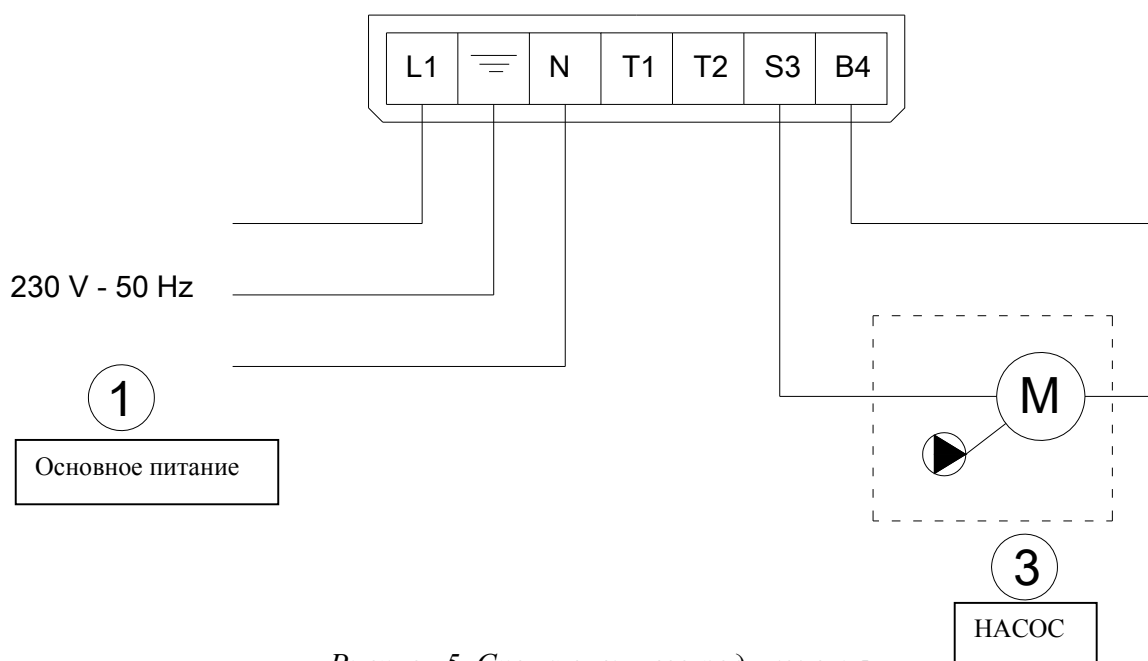 L1 N T1 T2 S3 B4
230 V - 50 Hz
M
1
Основное питание
3
НАСОС